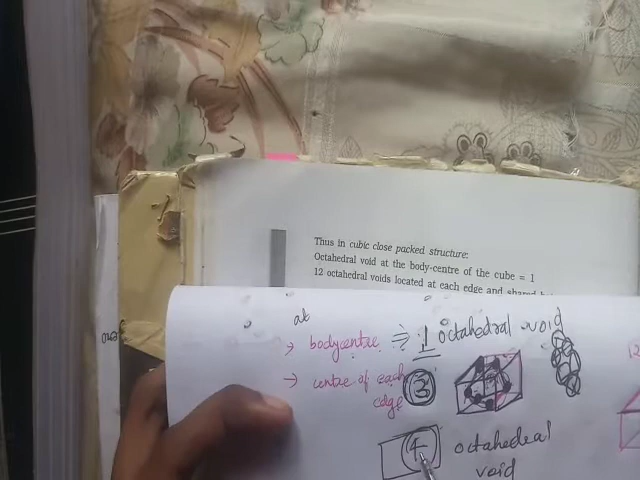 Thus in cubic close packed structure:
Octahedral void at the body-centre of the cube = 1
12 octahedral voids located at each edge and shared
at
→ bodycentre ⇒ 1 octahedral void
→ centre of each edge 3
4 octahedral void
12